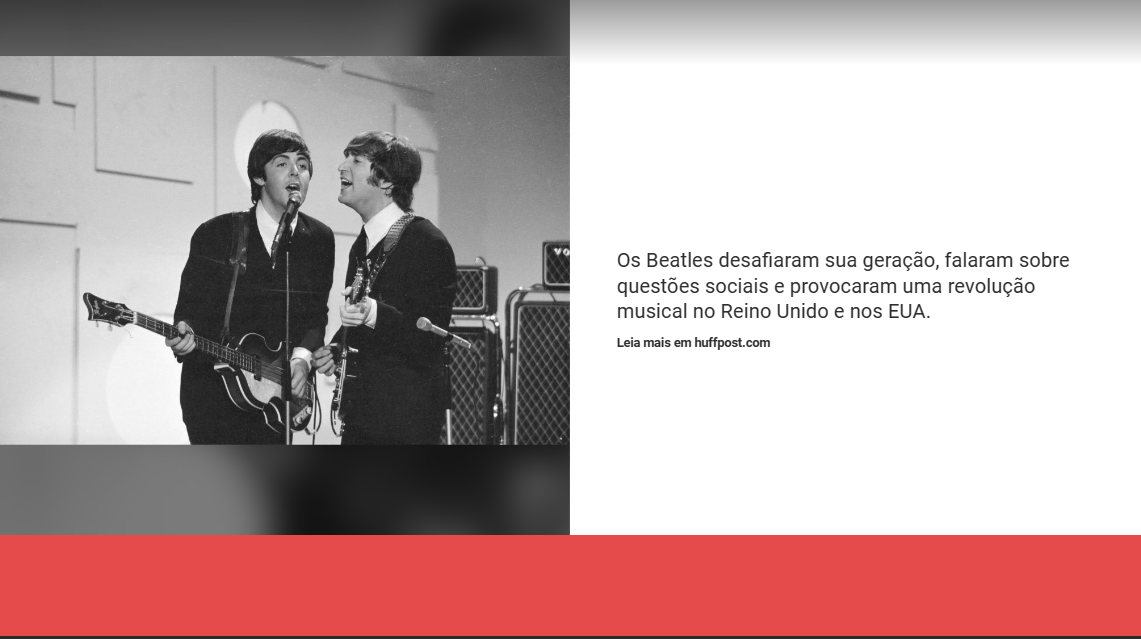 Os Beatles desafiaram sua geração, falaram sobre
questões sociais e provocaram uma revolução
musical no Reino Unido e nos EUA.
Leia mais em huffpost.com